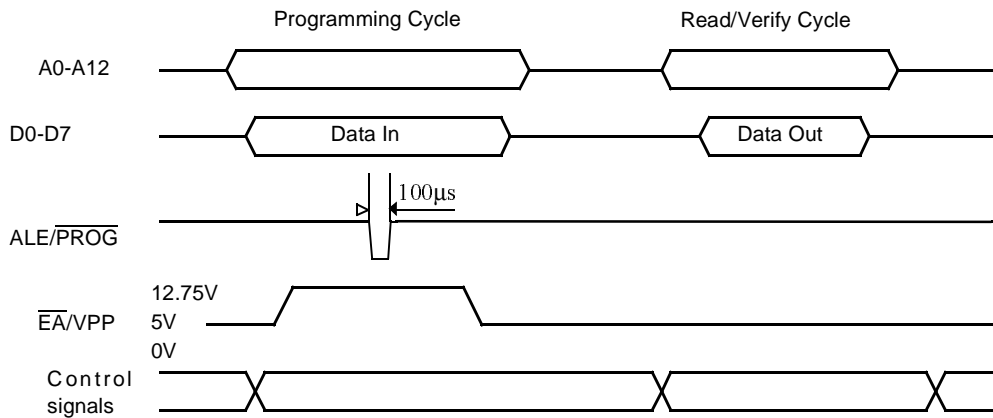 Programming Cycle Read/Verify Cycle
A0-A12
D0-D7 Data In Data Out
100μs
ALE/PROG
12.75V
EA/VPP 5V
0V
Control
signals